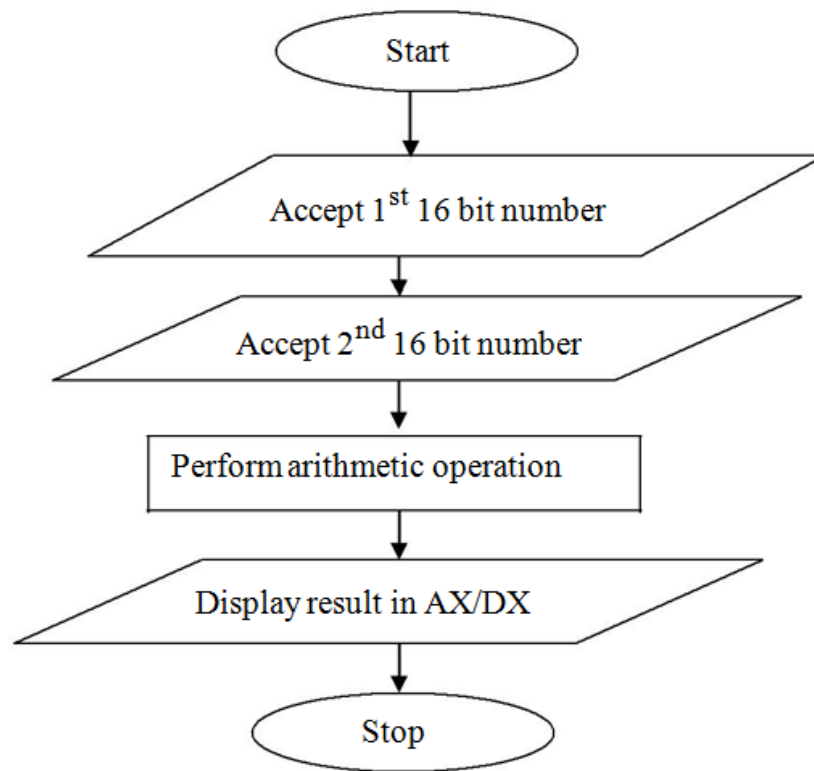 Start
Accept 1st 16 bit number
Accept 2nd 16 bit number
Perform arithmetic operation
Display result in AX/DX
Stop